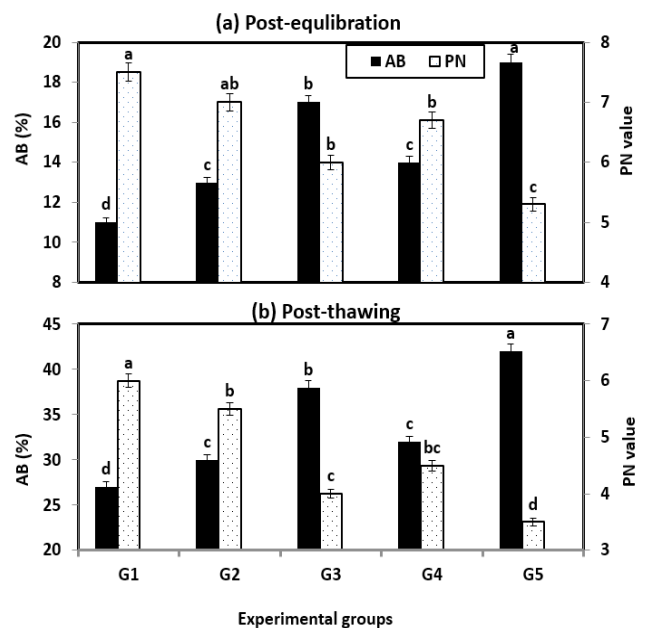 (a) Post-equlibration
20 8
a a
AB PN
18
ab b
7
16 b
AB (%) PN value
14 c c b 6
12 d c
5
10
8 4
(b) Post-thawing
45 7
a
40 a b 6
b
35 c
AB (%) 5 PN value
30 d c bc
c
25 4
d
20 3
G1 G2 G3 G4 G5
Experimental groups